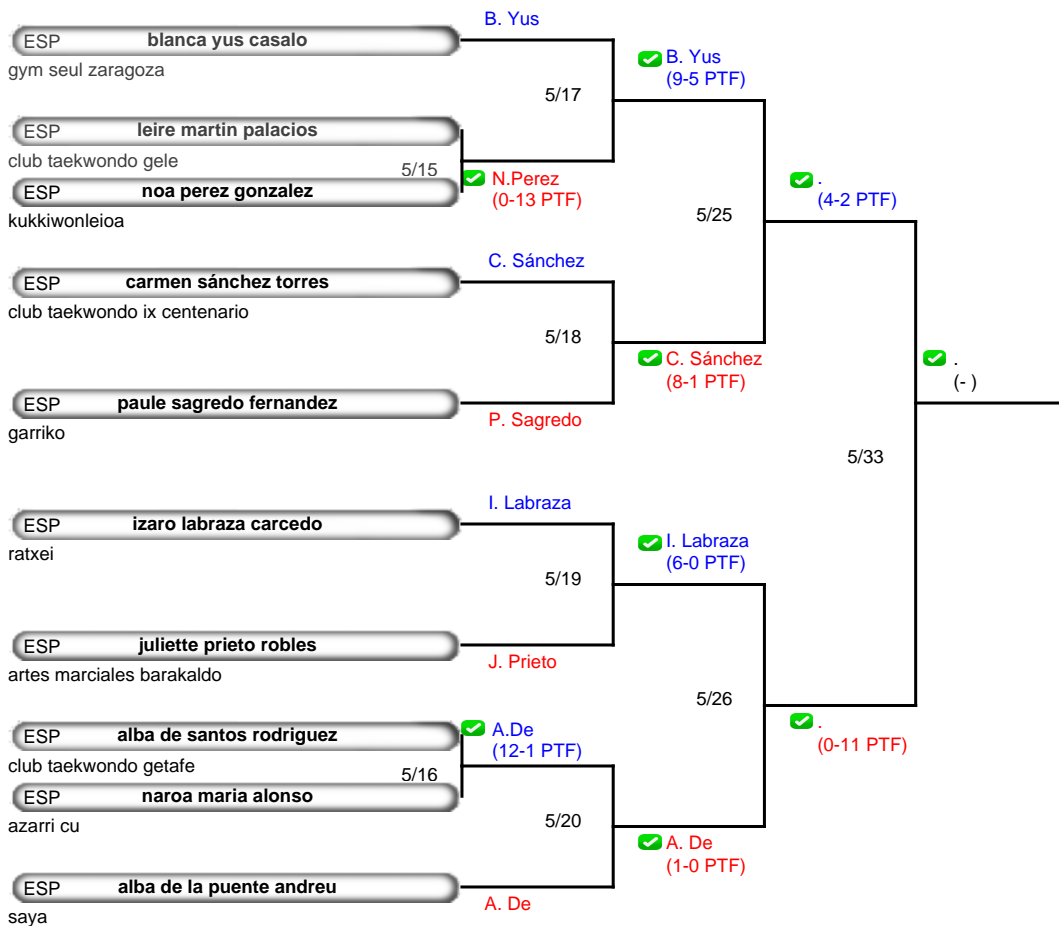 B. Yus
ESP blanca yus casalo
gym seul zaragoza
B. Yus
(9-5 PTF)
5/17
ESP leire martin palacios
club taekwondo gele
5/15
N.Perez
(0-13 PTF)
ESP noa perez gonzalez
kukkiwonleioa
.
(4-2 PTF)
5/25
C. Sánchez
ESP carmen sánchez torres
club taekwondo ix centenario
5/18
C. Sánchez
(8-1 PTF)
ESP paule sagredo fernandez
garriko
P. Sagredo
.
(- )
5/33
I. Labraza
ESP izaro labraza carcedo
ratxei
I. Labraza
(6-0 PTF)
5/19
ESP juliette prieto robles
artes marciales barakaldo
J. Prieto
5/26
.
(0-11 PTF)
ESP alba de santos rodriguez
club taekwondo getafe
A.De
(12-1 PTF)
5/16
ESP naroa maria alonso
azarri cu
5/20
A. De
(1-0 PTF)
ESP alba de la puente andreu
saya
A. De